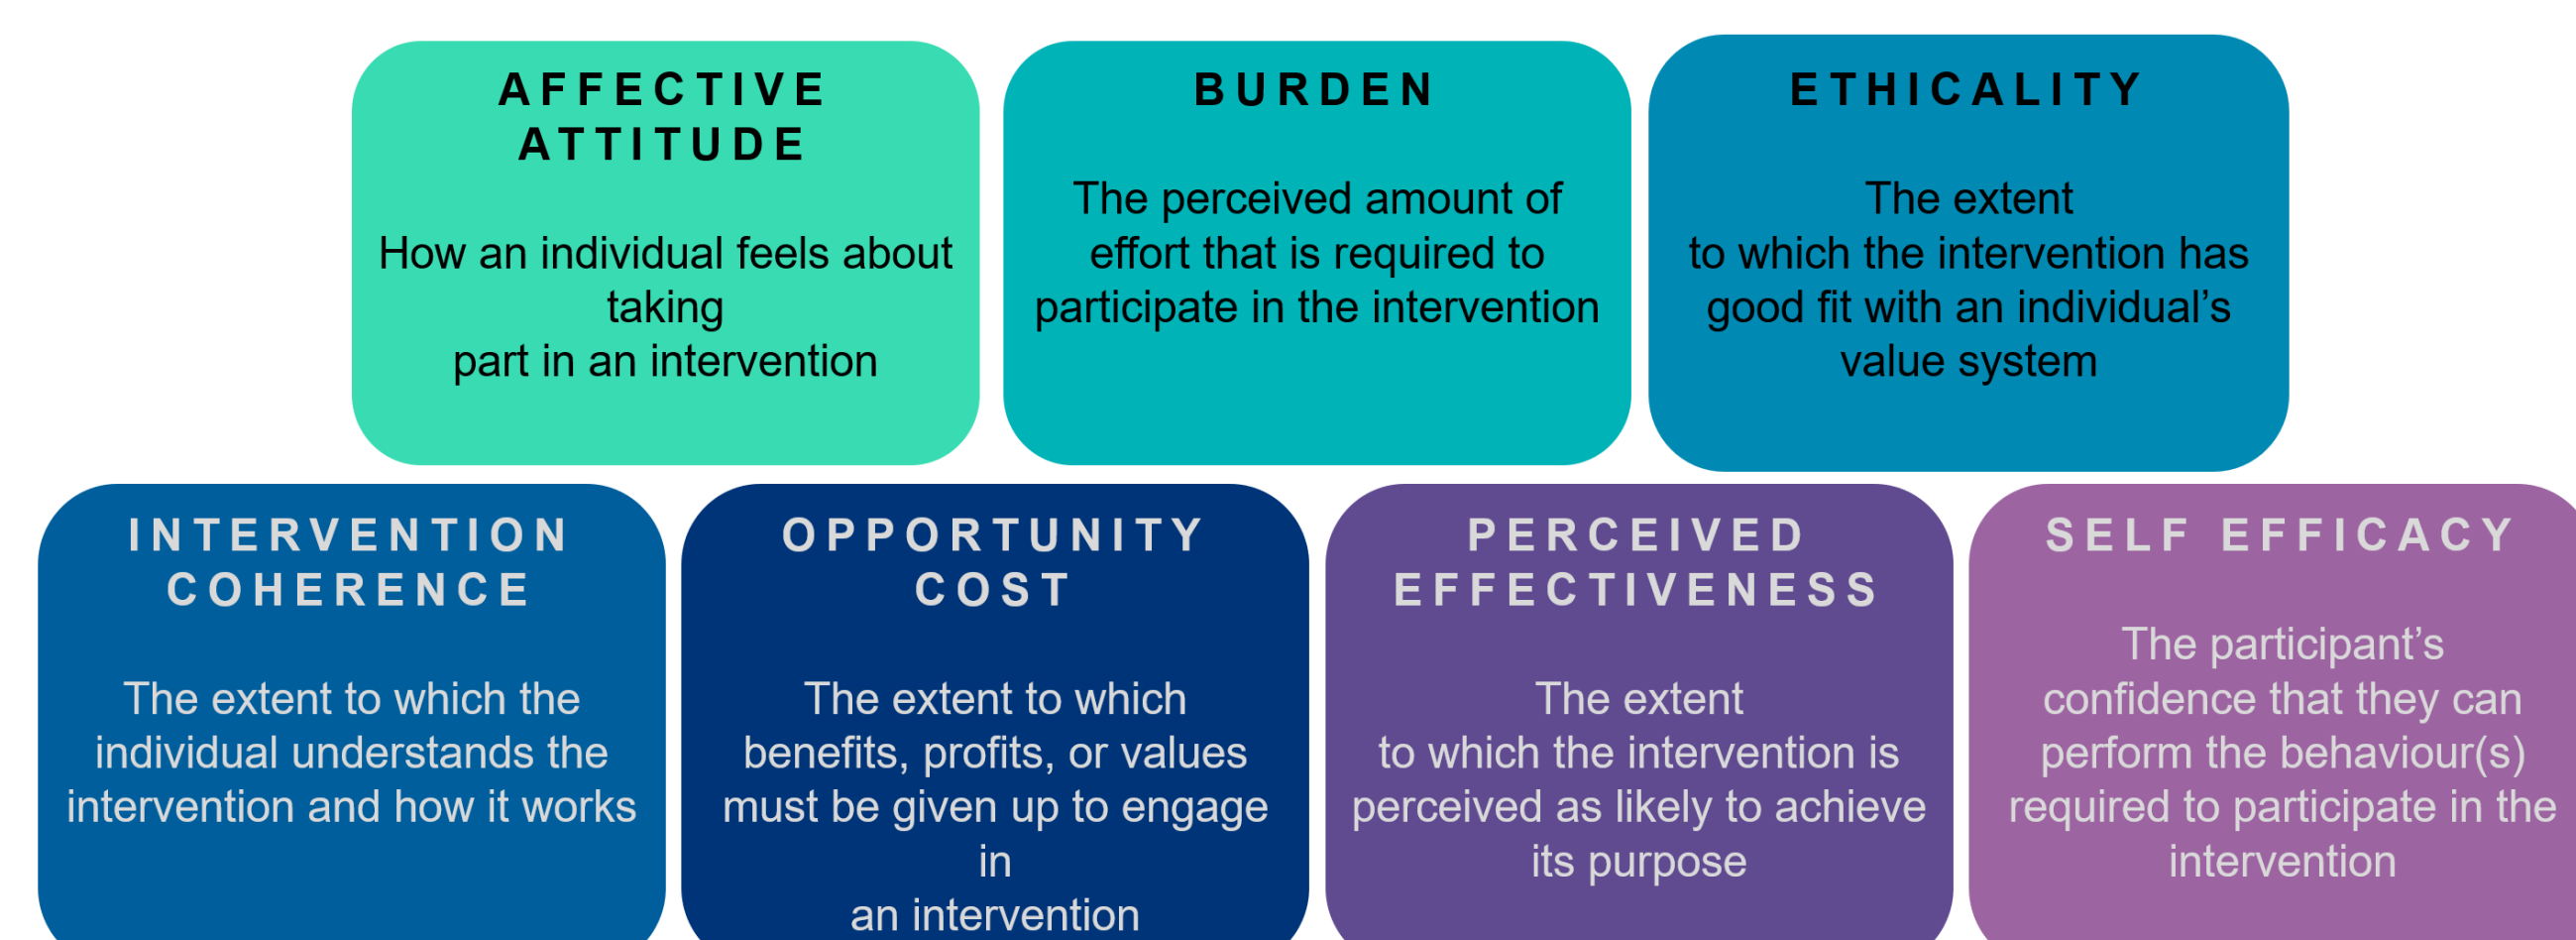 AFFECTIVE
ATTITUDE
How an individual feels about
taking
part in an intervention
BURDEN
The perceived amount of
effort that is required to
participate in the intervention
ETHICALITY
The extent
to which the intervention has
good fit with an individual’s
value system
INTERVENTION
COHERENCE
The extent to which the
individual understands the
intervention and how it works
OPPORTUNITY
COST
The extent to which
benefits, profits, or values
must be given up to engage
in
an intervention
PERCEIVED
EFFECTIVENESS
The extent
to which the intervention is
perceived as likely to achieve
its purpose
SELF EFFICACY
The participant’s
confidence that they can
perform the behaviour(s)
required to participate in the
intervention